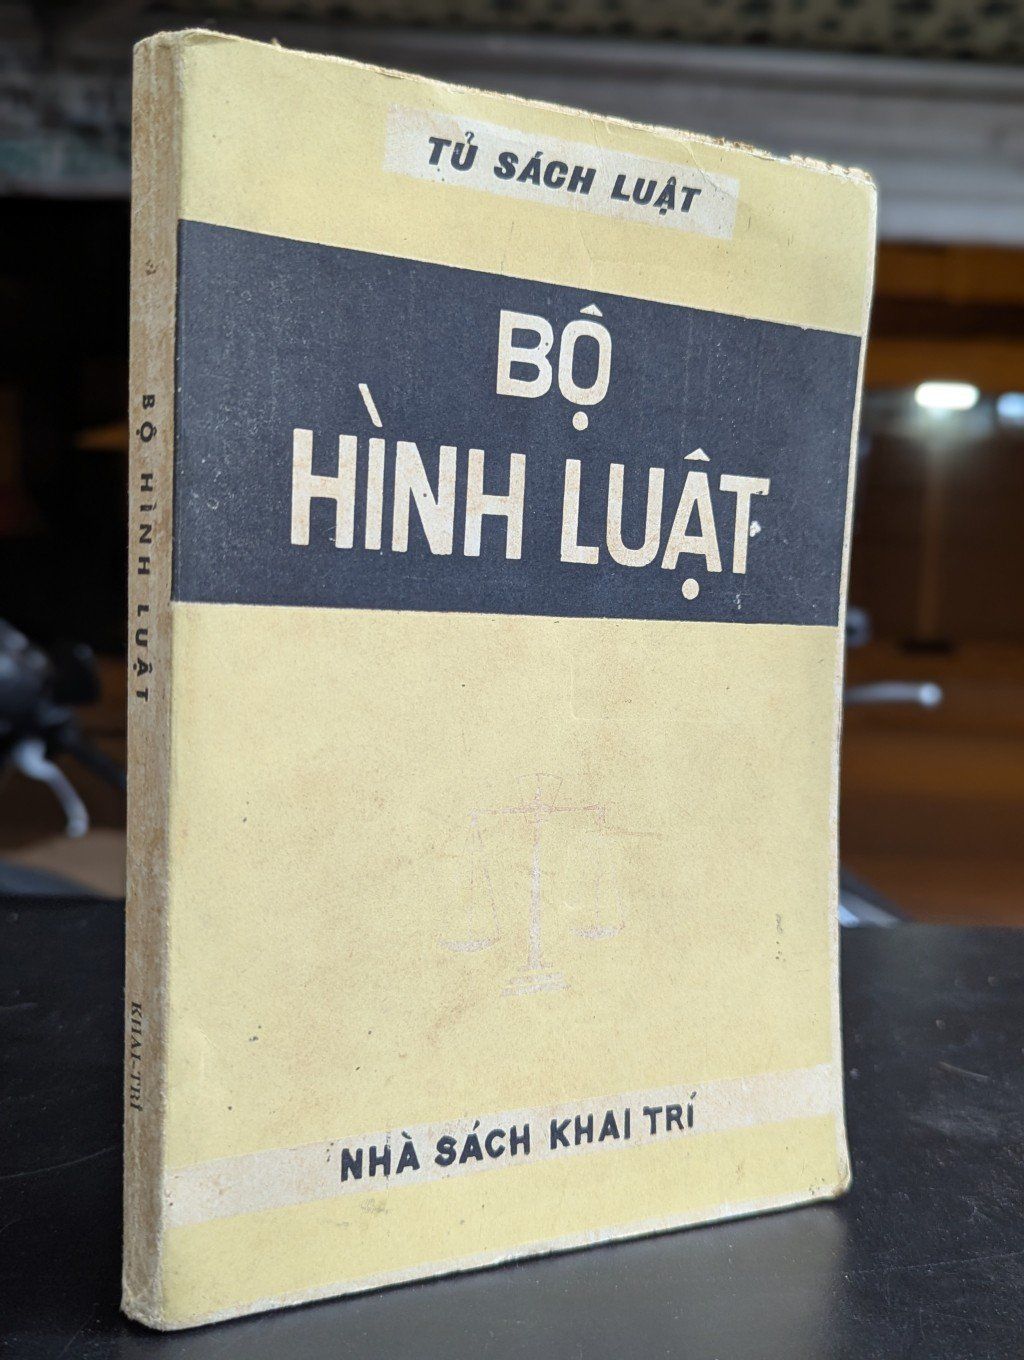 TỦ SÁCH LUẬT
BỘ
HÌNH LUẬT
NHÀ SÁCH KHAI TRÍ
BỘ HÌNH LUẬT
KHAI-TRÍ